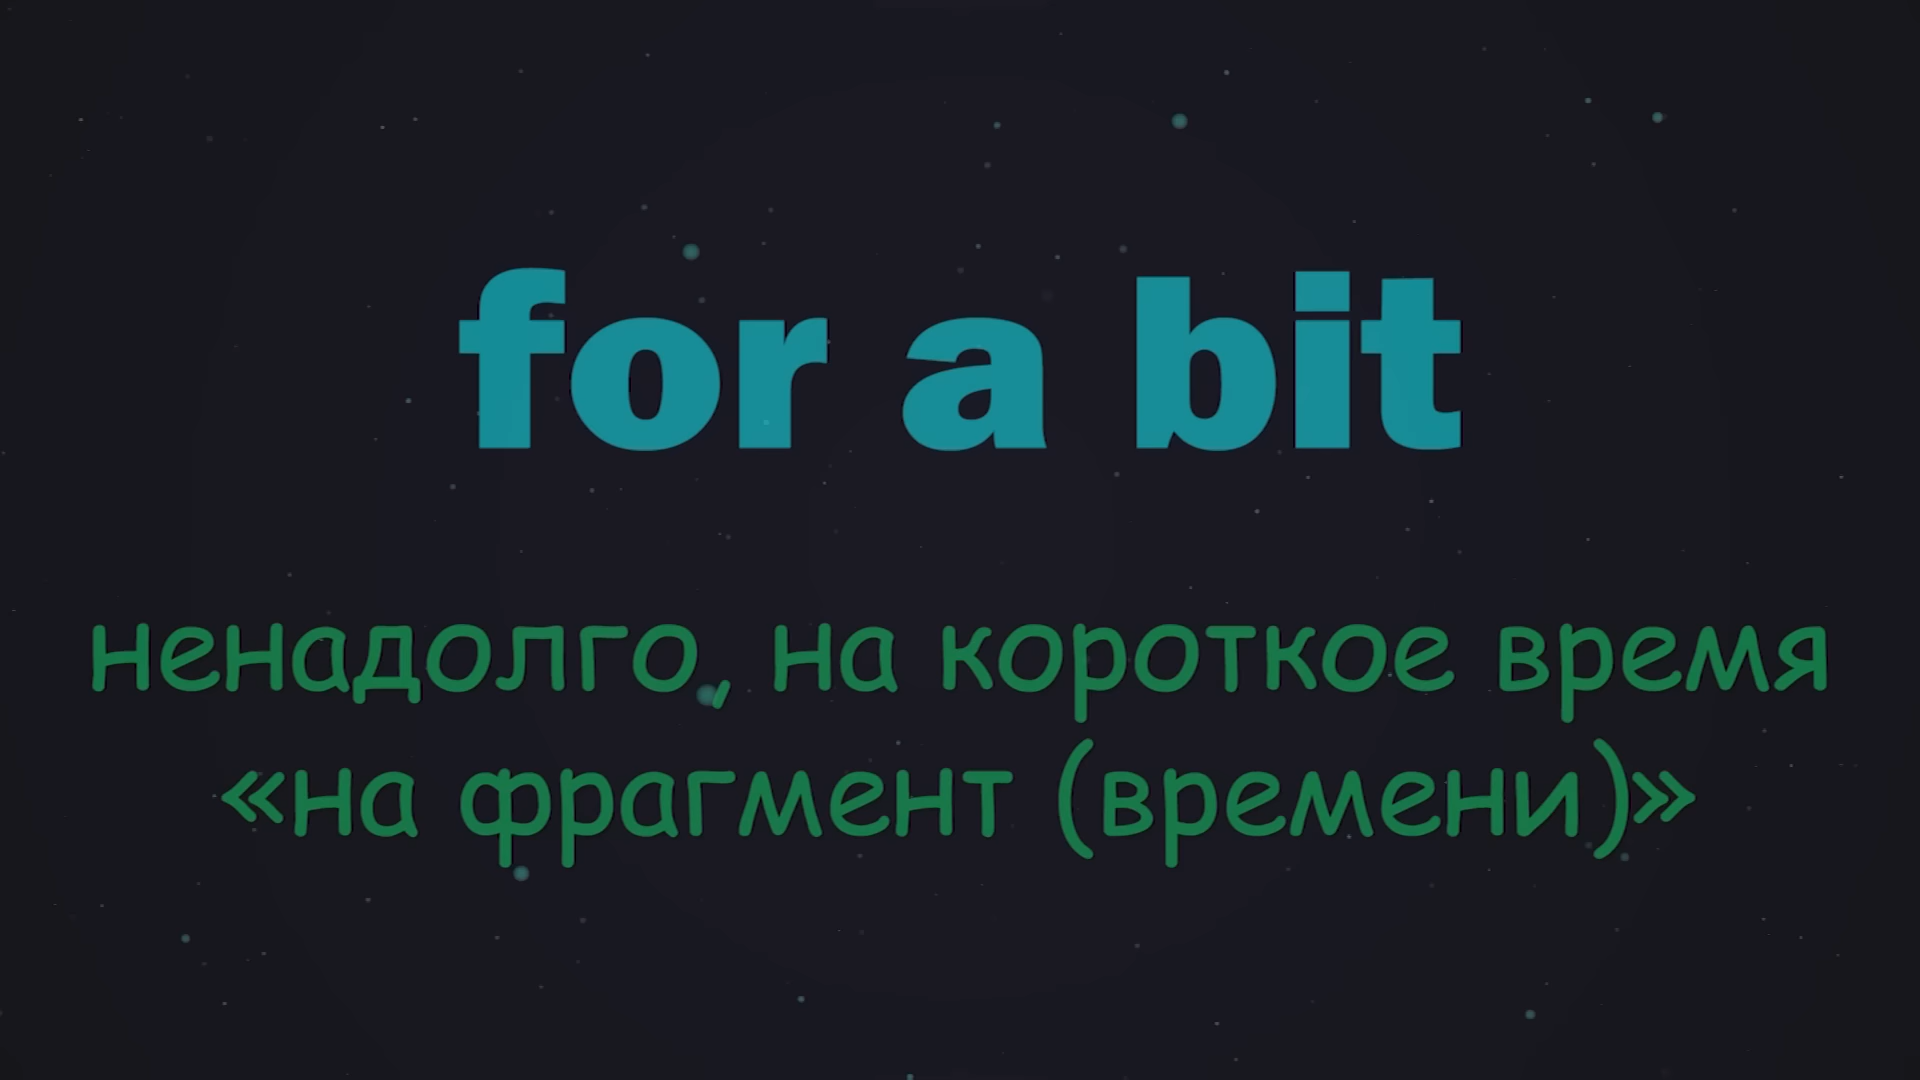 for a bit
ненадолго, на короткое время
«на фрагмент (времени)»